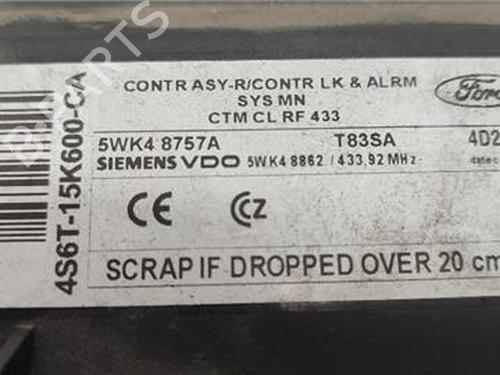 CONTR ASY-R/CONTR LK & ALRM
SYS MN
CTM CL RF 433
Ford
5WK4 8757A T83SA 4D2
SIEMENS VDO 5WK4 8862 / 433,92 MHz
CE CZ
SCRAP IF DROPPED OVER 20 cm
4S6T-15K600-CA